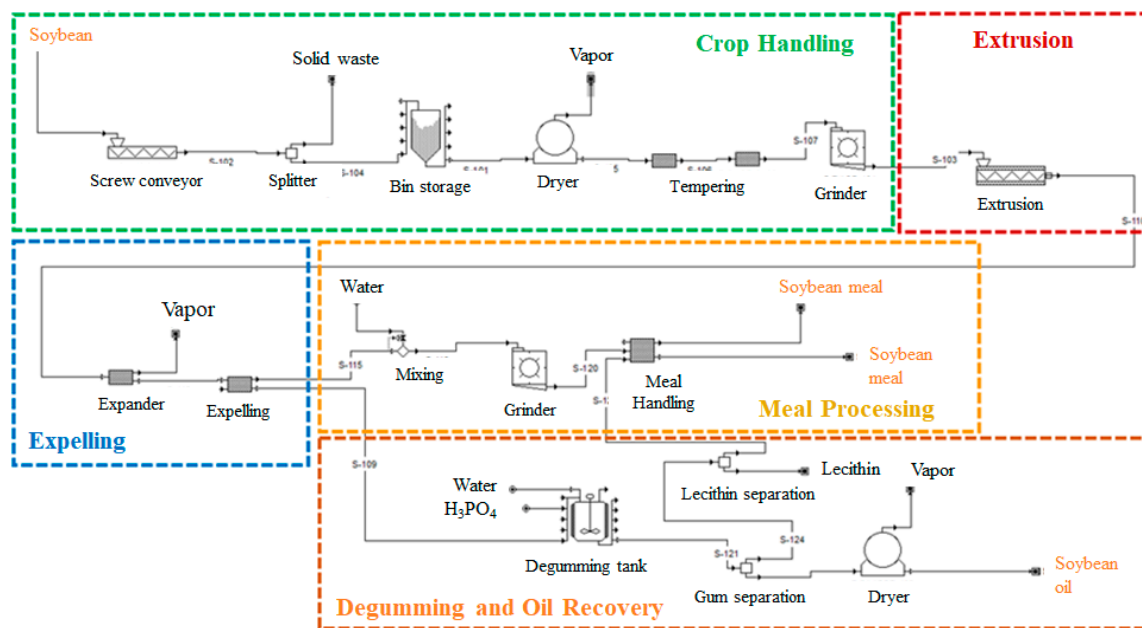 Soybean
Crop Handling
Extrusion
Solid waste
Vapor
S-107
S-103
S-102
Screw conveyor
Splitter
Bin storage
Dryer
Tempering
Grinder
Extrusion
Water
Soybean meal
Vapor
S-115
S-120
Soybean
meal
Mixing
Expander
Expelling
Grinder
Meal
Handling
Meal Processing
Expelling
S-109
Water
H₃PO₄
Lecithin
Vapor
Lecithin separation
S-124
S-121
Degumming tank
Gum separation
Dryer
Soybean
oil
Degumming and Oil Recovery